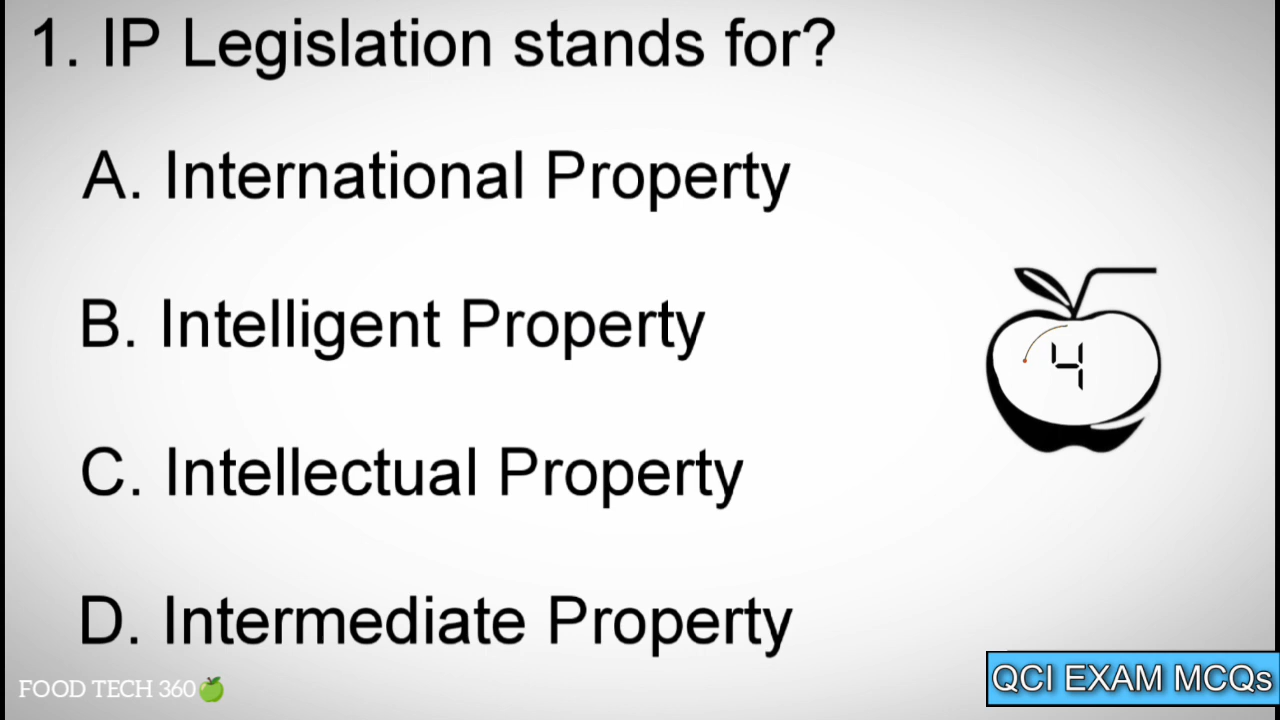 1. IP Legislation stands for?
A. International Property
B. Intelligent Property
4
C. Intellectual Property
D. Intermediate Property
FOOD TECH 360
QCI EXAM MCQs